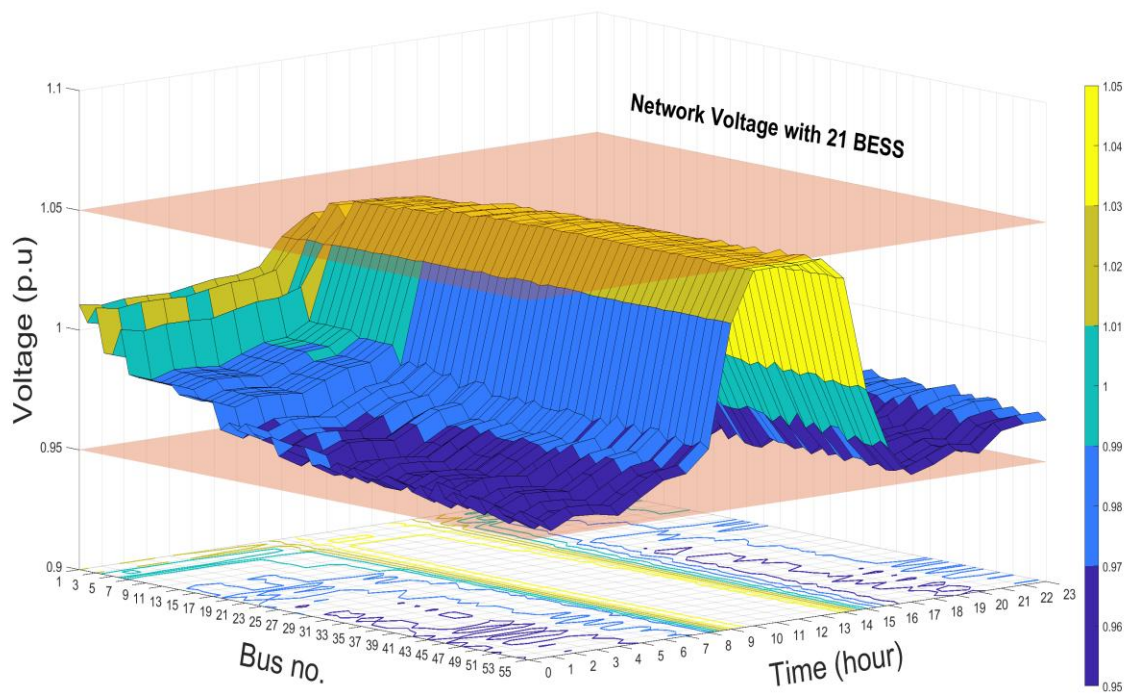 Network Voltage with 21 BESS
Voltage (p.u)
1.1
1.05
1
0.95
0.9
1 3 5 7 9 11 13 15 17 19 21 23 25 27 29 31 33 35 37 39 41 43 45 47 49 51 53 55
Bus no.
0 1 2 3 4 5 6 7 8 9 10 11 12 13 14 15 16 17 18 19 20 21 22 23
Time (hour)
1.05
1.04
1.03
1.02
1.01
1
0.99
0.98
0.97
0.96
0.95